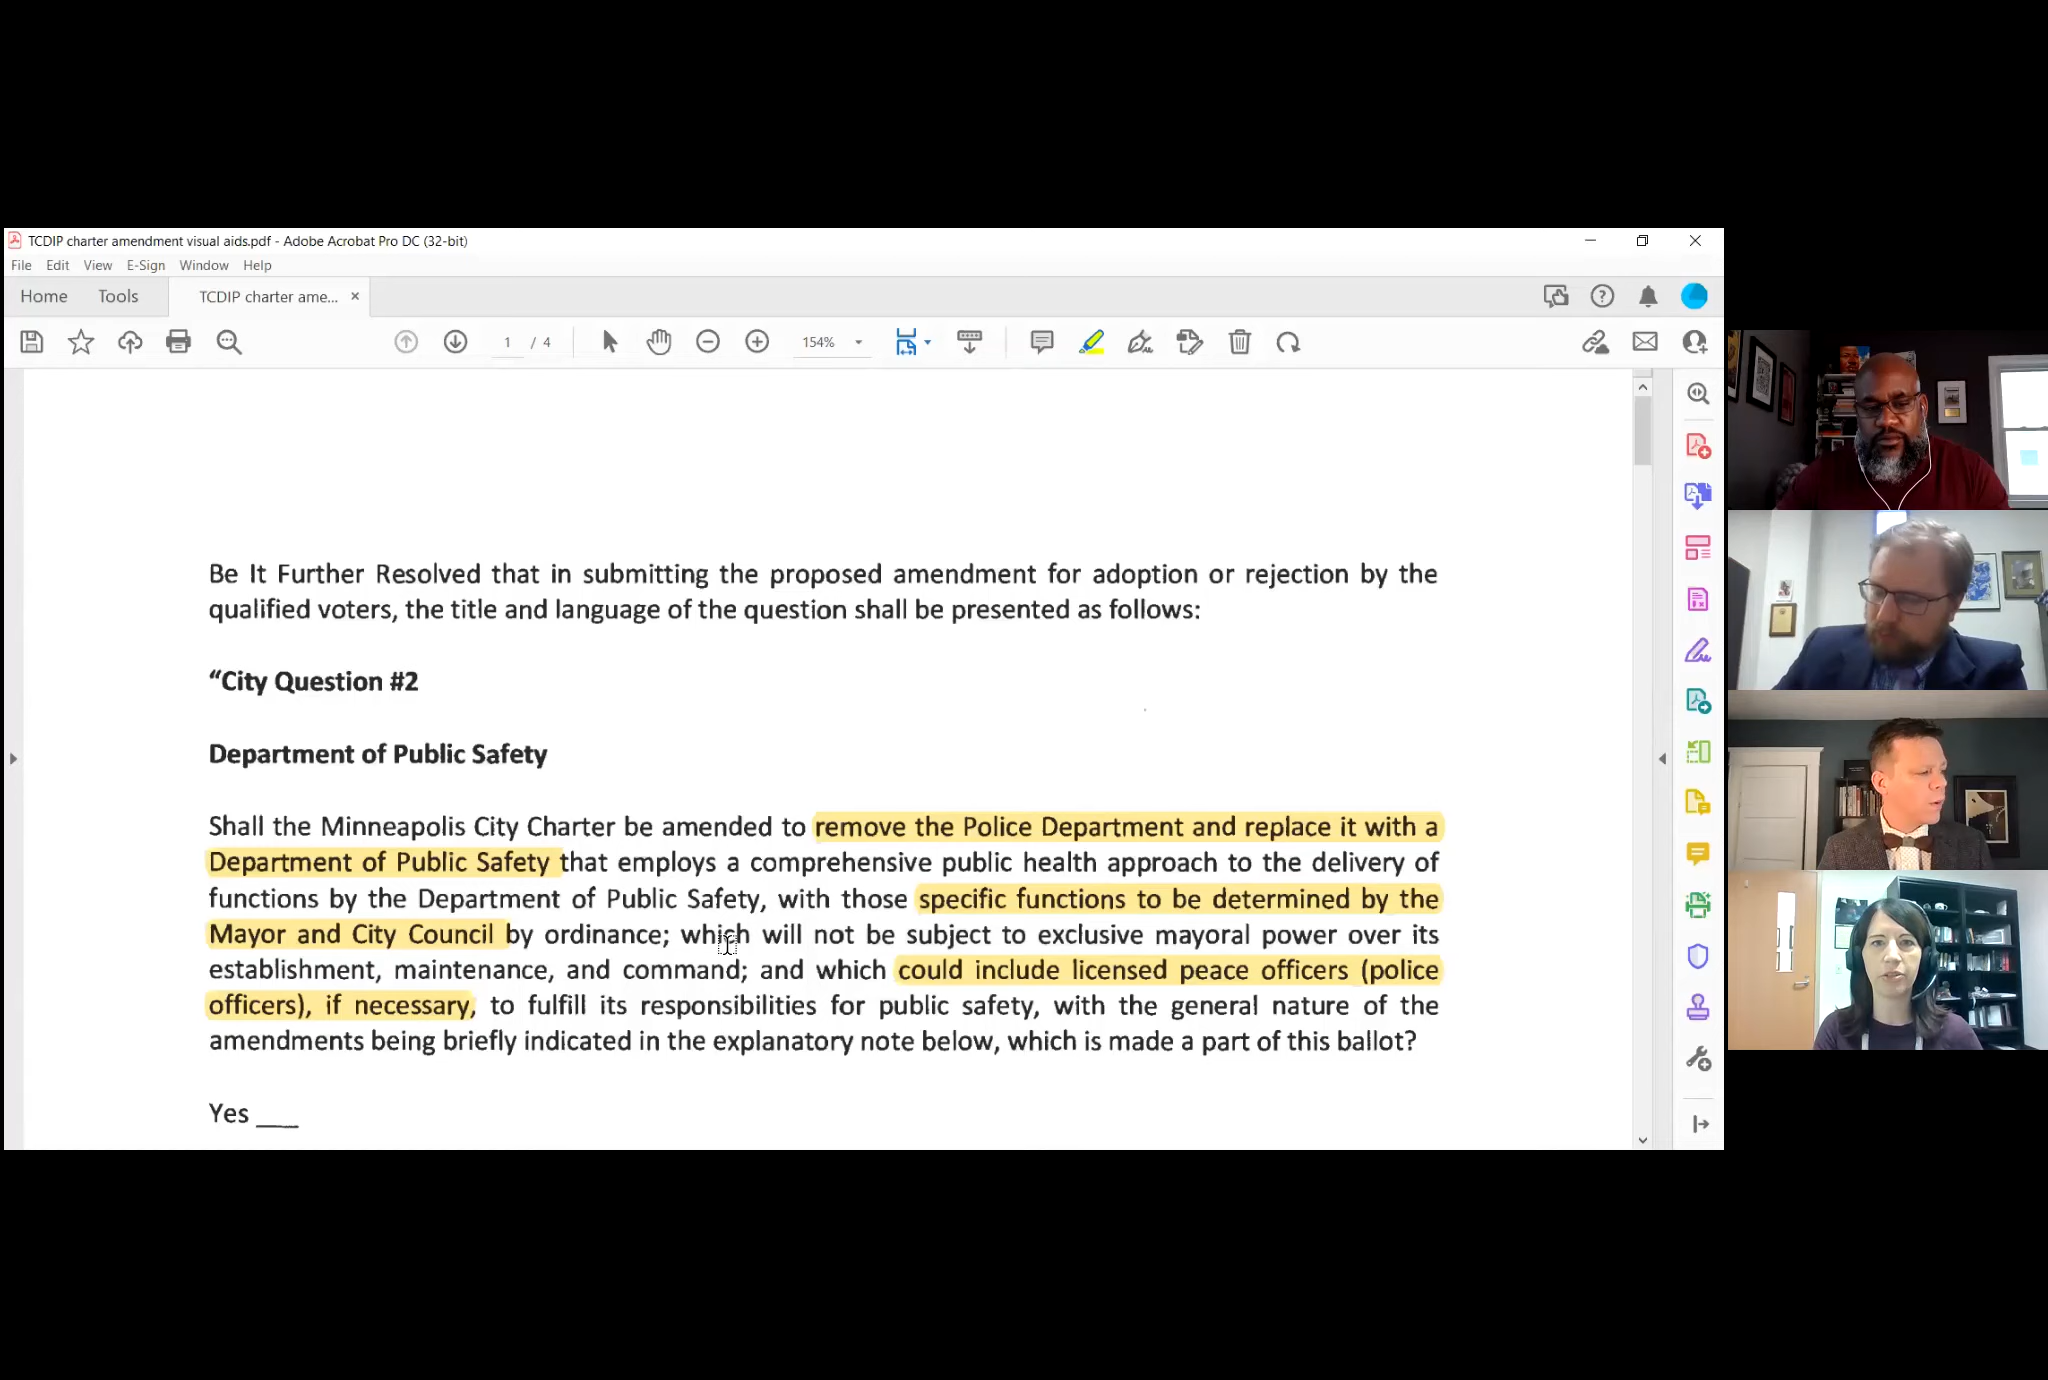 TCDIP charter amendment visual aids.pdf - Adobe Acrobat Pro DC (32-bit)
File Edit View E-Sign Window Help
Home Tools TCDIP charter ame... ×
1 / 4 154%
Be It Further Resolved that in submitting the proposed amendment for adoption or rejection by the
qualified voters, the title and language of the question shall be presented as follows:
“City Question #2
Department of Public Safety
Shall the Minneapolis City Charter be amended to remove the Police Department and replace it with a
Department of Public Safety that employs a comprehensive public health approach to the delivery of
functions by the Department of Public Safety, with those specific functions to be determined by the
Mayor and City Council by ordinance; which will not be subject to exclusive mayoral power over its
establishment, maintenance, and command; and which could include licensed peace officers (police
officers), if necessary, to fulfill its responsibilities for public safety, with the general nature of the
amendments being briefly indicated in the explanatory note below, which is made a part of this ballot?
Yes ___